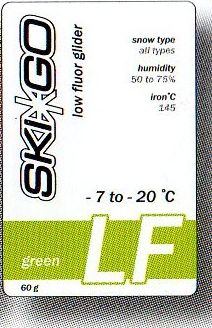 SKI*GO
low fluor glider
snow type
all types
humidity
50 to 75%
iron°C
145
- 7 to - 20 °C
green
LF
60 g